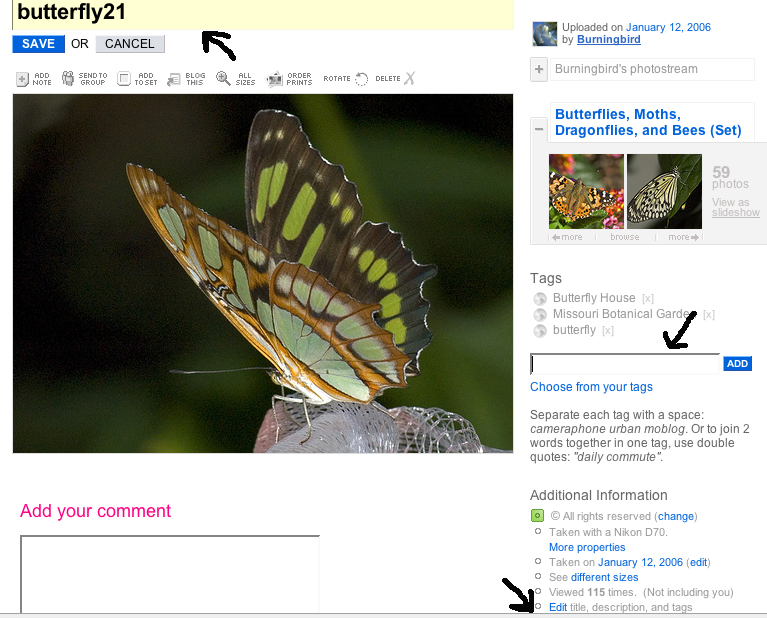 butterfly21
SAVE OR CANCEL
ADD NOTE
SEND TO GROUP
ADD TO SET
BLOG THIS
ALL SIZES
ORDER PRINTS
ROTATE
DELETE
Add your comment
Uploaded on January 12, 2006
by Burningbird
+ Burningbird's photostream
− Butterflies, Moths,
Dragonflies, and Bees (Set)
59
photos
View as
slideshow
more browse more
Tags
Butterfly House [x]
Missouri Botanical Garde [x]
butterfly [x]
ADD
Choose from your tags
Separate each tag with a space:
cameraphone urban moblog. Or to join 2
words together in one tag, use double
quotes: "daily commute".
Additional Information
© All rights reserved (change)
Taken with a Nikon D70.
More properties
Taken on January 12, 2006 (edit)
See different sizes
Viewed 115 times. (Not including you)
Edit title, description, and tags